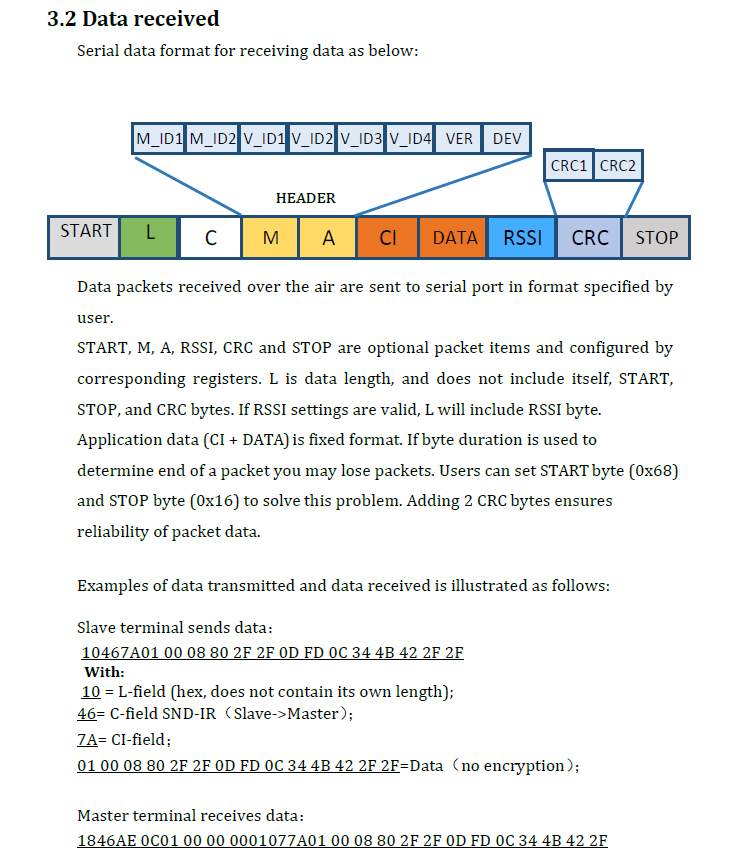 3.2 Data received
Serial data format for receiving data as below:
M_ID1 M_ID2 V_ID1 V_ID2 V_ID3 V_ID4 VER DEV
CRC1 CRC2
HEADER
START L C M A CI DATA RSSI CRC STOP
Data packets received over the air are sent to serial port in format specified by
user.
START, M, A, RSSI, CRC and STOP are optional packet items and configured by
corresponding registers. L is data length, and does not include itself, START,
STOP, and CRC bytes. If RSSI settings are valid, L will include RSSI byte.
Application data (CI + DATA) is fixed format. If byte duration is used to
determine end of a packet you may lose packets. Users can set START byte (0x68)
and STOP byte (0x16) to solve this problem. Adding 2 CRC bytes ensures
reliability of packet data.
Examples of data transmitted and data received is illustrated as follows:
Slave terminal sends data：
10467A01 00 08 80 2F 2F 0D FD 0C 34 4B 42 2F 2F
With:
10 = L-field (hex, does not contain its own length);
46= C-field SND-IR（Slave->Master）;
7A= CI-field；
01 00 08 80 2F 2F 0D FD 0C 34 4B 42 2F 2F=Data（no encryption）;
Master terminal receives data：
1846AE 0C01 00 00 0001077A01 00 08 80 2F 2F 0D FD 0C 34 4B 42 2F